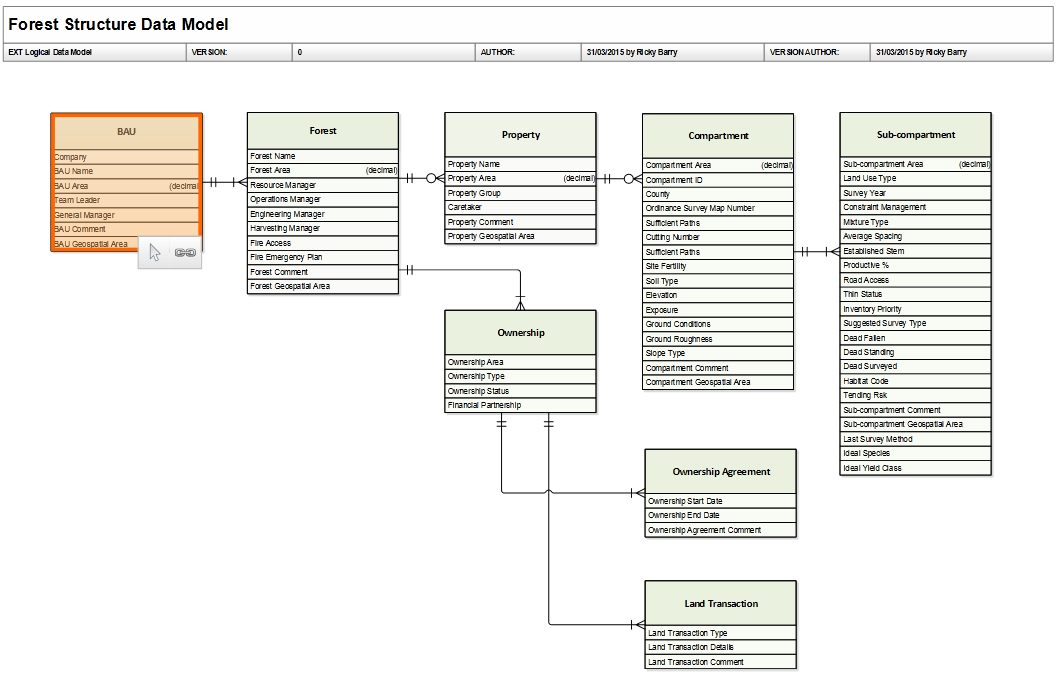 Forest Structure Data Model
EXT Logical Data Model VERSION: 0 AUTHOR: 31/03/2015 by Ricky Barry VERSION AUTHOR: 31/03/2015 by Ricky Barry
BAU
Company
BAU Name
BAU Area (decimal
Team Leader
General Manager
BAU Comment
BAU Geospatial Area
Forest
Forest Name
Forest Area (decimal)
Resource Manager
Operations Manager
Engineering Manager
Harvesting Manager
Fire Access
Fire Emergency Plan
Forest Comment
Forest Geospatial Area
Property
Property Name
Property Area (decimal)
Property Group
Caretaker
Property Comment
Property Geospatial Area
Compartment
Compartment Area (decimal)
Compartment ID
County
Ordinance Survey Map Number
Sufficient Paths
Cutting Number
Sufficient Paths
Site Fertility
Soil Type
Elevation
Exposure
Ground Conditions
Ground Roughness
Slope Type
Compartment Comment
Compartment Geospatial Area
Sub-compartment
Sub-compartment Area (decimal)
Land Use Type
Survey Year
Constraint Management
Mixture Type
Average Spacing
Established Stem
Productive %
Road Access
Thin Status
Inventory Priority
Suggested Survey Type
Dead Fallen
Dead Standing
Dead Surveyed
Habitat Code
Tending Risk
Sub-compartment Comment
Sub-compartment Geospatial Area
Last Survey Method
Ideal Species
Ideal Yield Class
Ownership
Ownership Area
Ownership Type
Ownership Status
Financial Partnership
Ownership Agreement
Ownership Start Date
Ownership End Date
Ownership Agreement Comment
Land Transaction
Land Transaction Type
Land Transaction Details
Land Transaction Comment